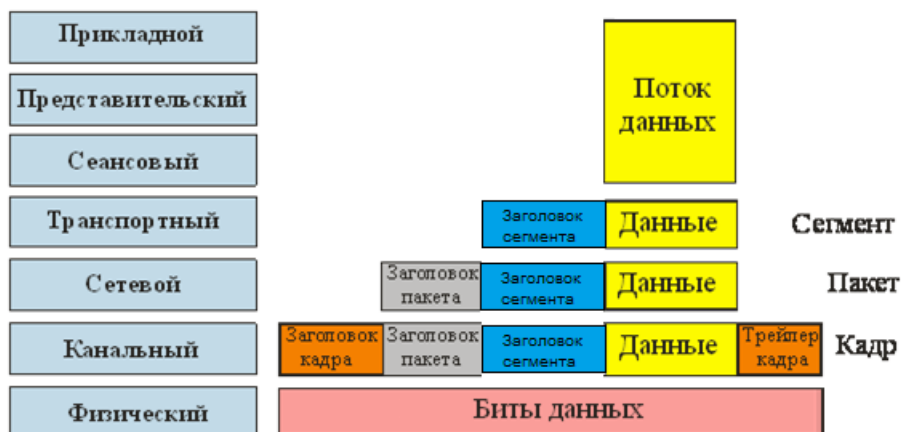 Прикладной
Представительский
Поток
данных
Сеансовый
Транспортный
Заголовок
сегмента
Данные
Сегмент
Сетевой
Заголовок
пакета
Заголовок
сегмента
Данные
Пакет
Канальный
Заголовок
кадра
Заголовок
пакета
Заголовок
сегмента
Данные
Трейлер
кадра
Кадр
Физический
Биты данных